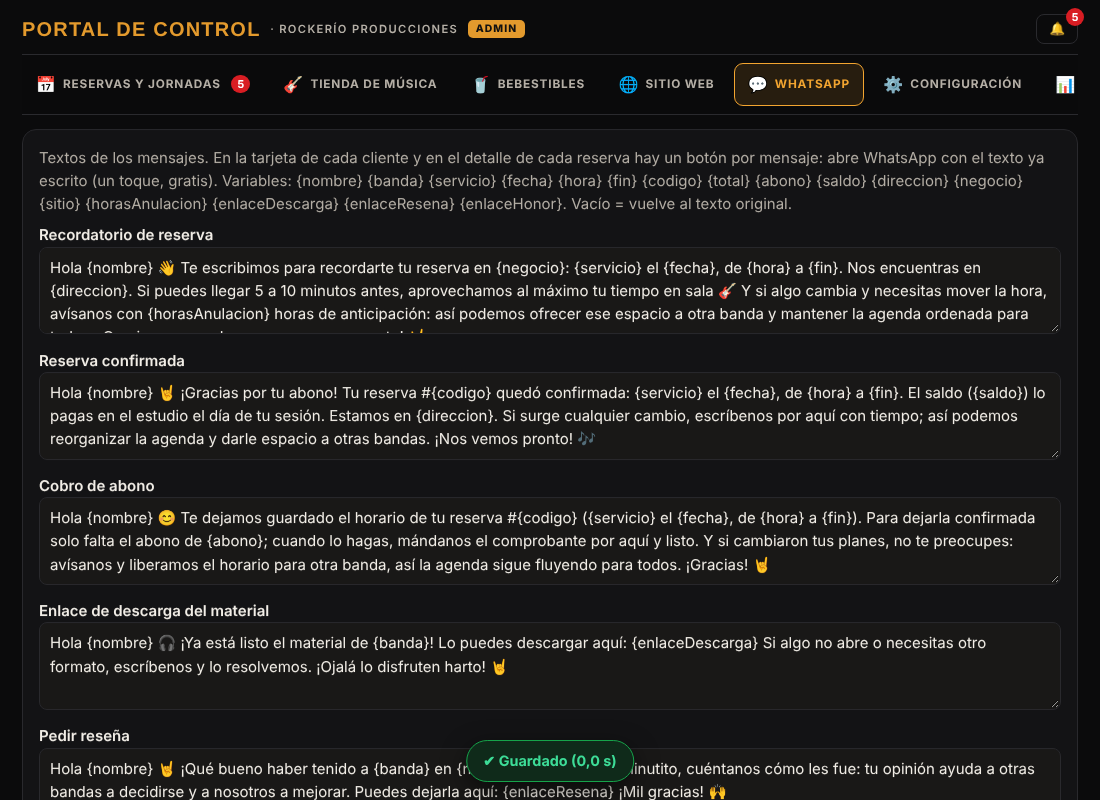 PORTAL DE CONTROL · ROCKERÍO PRODUCCIONES ADMIN 🔔 5
📅 RESERVAS Y JORNADAS 5 🎸 TIENDA DE MÚSICA 🥤 BEBESTIBLES 🌐 SITIO WEB 💬 WHATSAPP ⚙️ CONFIGURACIÓN 📊
Textos de los mensajes. En la tarjeta de cada cliente y en el detalle de cada reserva hay un botón por mensaje: abre WhatsApp con el texto ya
escrito (un toque, gratis). Variables: {nombre} {banda} {servicio} {fecha} {hora} {fin} {codigo} {total} {abono} {saldo} {direccion} {negocio}
{sitio} {horasAnulacion} {enlaceDescarga} {enlaceResena} {enlaceHonor}. Vacío = vuelve al texto original.
Recordatorio de reserva
Hola {nombre} 👋 Te escribimos para recordarte tu reserva en {negocio}: {servicio} el {fecha}, de {hora} a {fin}. Nos encuentras en
{direccion}. Si puedes llegar 5 a 10 minutos antes, aprovechamos al máximo tu tiempo en sala 🎸 Y si algo cambia y necesitas mover la hora,
avísanos con {horasAnulacion} horas de anticipación: así podemos ofrecer ese espacio a otra banda y mantener la agenda ordenada para
Reserva confirmada
Hola {nombre} 🤘 ¡Gracias por tu abono! Tu reserva #{codigo} quedó confirmada: {servicio} el {fecha}, de {hora} a {fin}. El saldo ({saldo}) lo
pagas en el estudio el día de tu sesión. Estamos en {direccion}. Si surge cualquier cambio, escríbenos por aquí con tiempo; así podemos
reorganizar la agenda y darle espacio a otras bandas. ¡Nos vemos pronto! 🎶
Cobro de abono
Hola {nombre} 😊 Te dejamos guardado el horario de tu reserva #{codigo} ({servicio} el {fecha}, de {hora} a {fin}). Para dejarla confirmada
solo falta el abono de {abono}; cuando lo hagas, mándanos el comprobante por aquí y listo. Y si cambiaron tus planes, no te preocupes:
avísanos y liberamos el horario para otra banda, así la agenda sigue fluyendo para todos. ¡Gracias! 🤘
Enlace de descarga del material
Hola {nombre} 🎧 ¡Ya está listo el material de {banda}! Lo puedes descargar aquí: {enlaceDescarga} Si algo no abre o necesitas otro
formato, escríbenos y lo resolvemos. ¡Ojalá lo disfruten harto! 🤘
Pedir reseña
Hola {nombre} 🤘 ¡Qué bueno haber tenido a {banda} en cuéntanos cómo les fue: tu opinión ayuda a otras
✔ Guardado (0,0 s)
bandas a decidirse y a nosotros a mejorar. Puedes dejarla aquí: {enlaceResena} ¡Mil gracias! 🙌